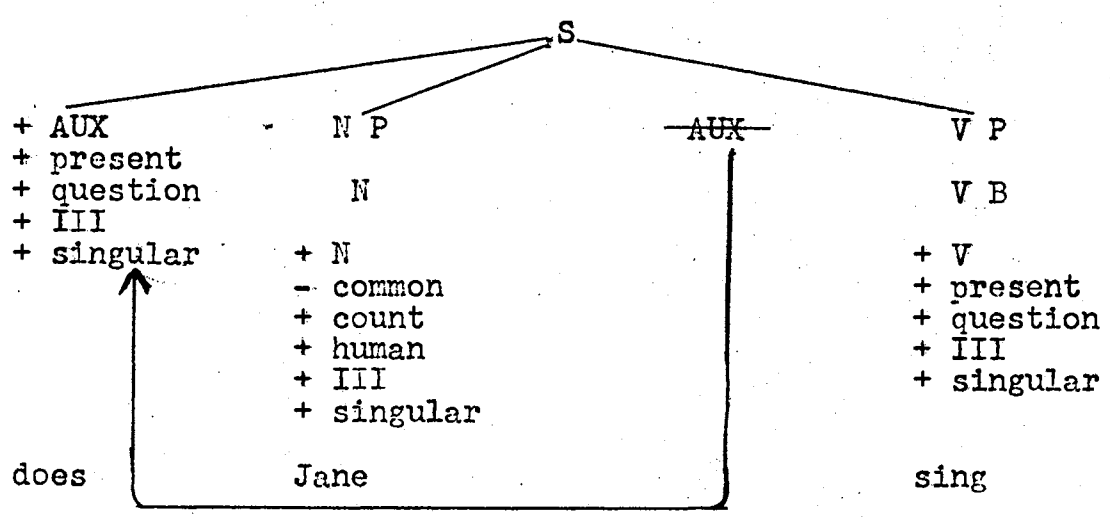 S
+ AUX N P AUX V P
+ present
+ question N V B
+ III
+ singular + N + V
- common + present
+ count + question
+ human + III
+ III + singular
+ singular
does Jane sing